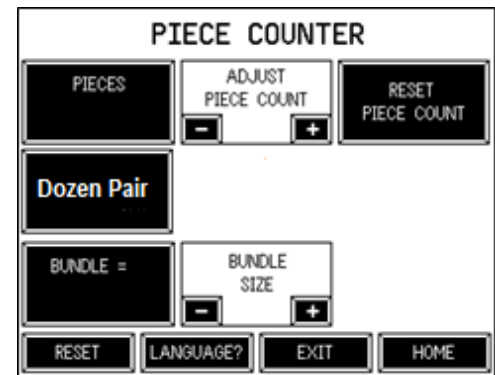 PIECE COUNTER
PIECES
ADJUST
PIECE COUNT
- +
RESET
PIECE COUNT
Dozen Pair
BUNDLE =
BUNDLE
SIZE
- +
RESET
LANGUAGE?
EXIT
HOME